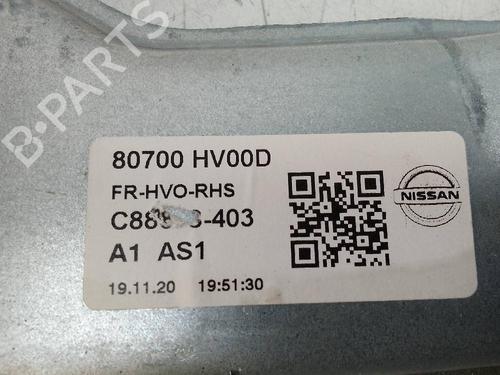 B-PARTS
80700 HV00D
FR-HVO-RHS
A1 AS1
19.11.20 19:51:30
NISSAN